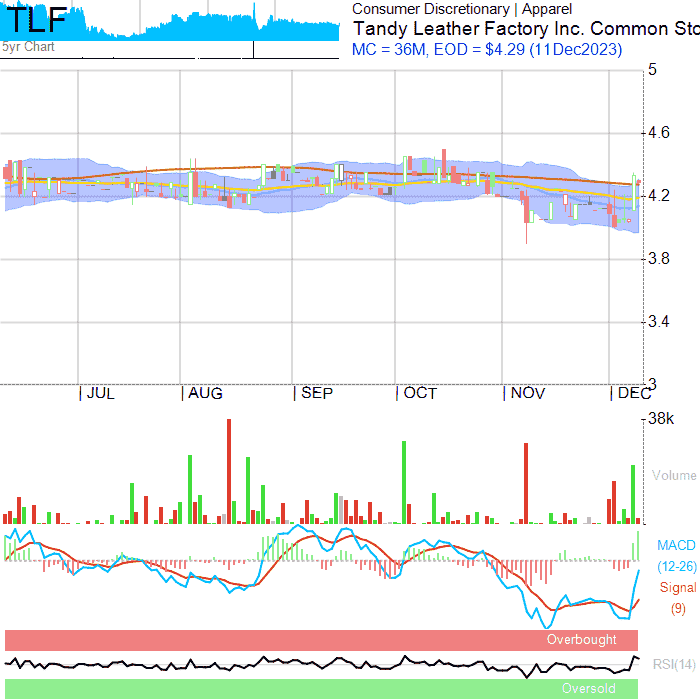 TLF
5yr Chart
Consumer Discretionary | Apparel
Tandy Leather Factory Inc. Common Sto
MC = 36M, EOD = $4.29 (11Dec2023)
5
4.6
4.2
3.8
3.4
3
JUL AUG SEP OCT NOV DEC
38k
Volume
MACD
(12-26)
Signal
(9)
Overbought
RSI(14)
Oversold